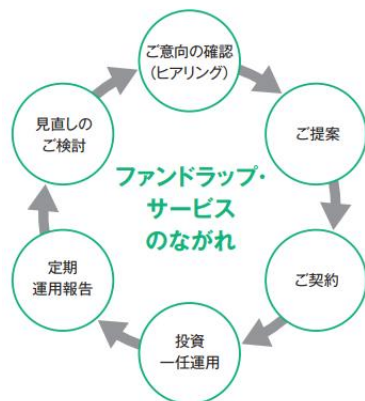 ご意向の確認
(ヒアリング)
ご提案
ご契約
投資
一任運用
定期
運用報告
見直しの
ご検討
ファンドラップ・
サービス
のながれ